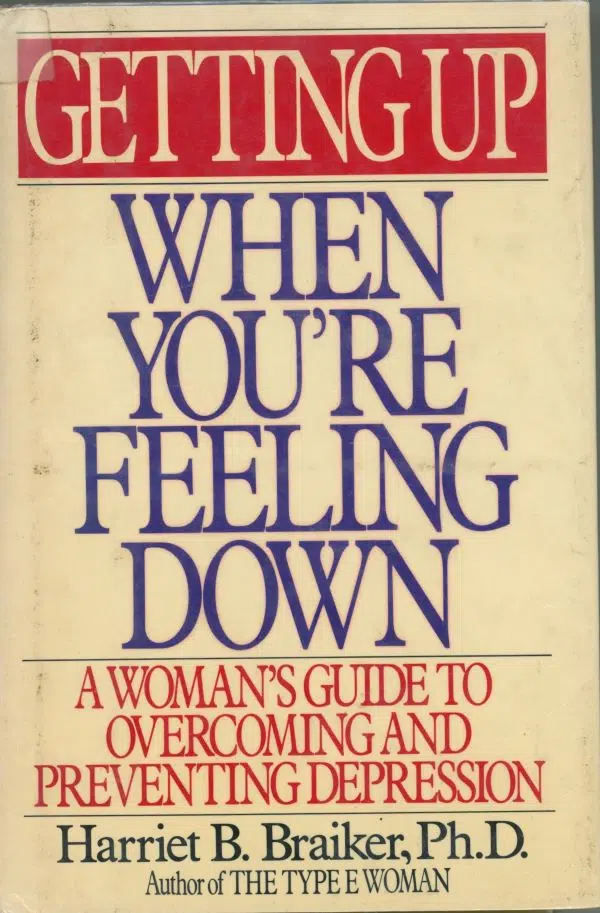 GETTING UP
WHEN
YOU'RE
FEELING
DOWN
A WOMAN'S GUIDE TO
OVERCOMING AND
PREVENTING DEPRESSION
Harriet B. Braiker, Ph.D.
Author of THE TYPE E WOMAN